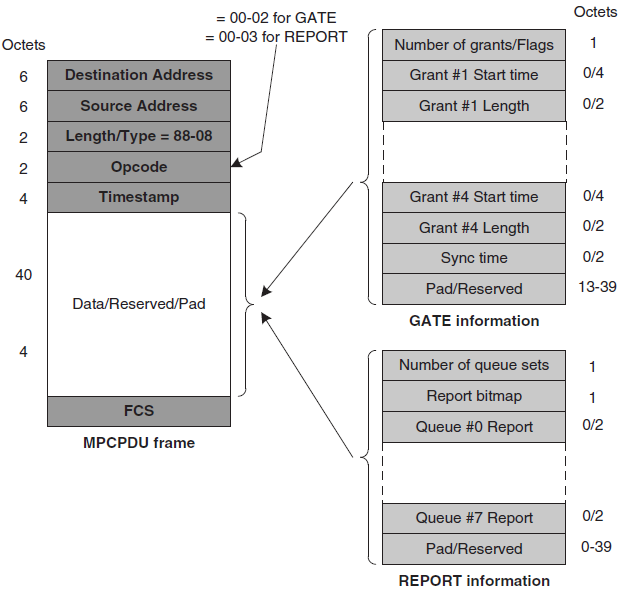 = 00-02 for GATE
= 00-03 for REPORT
Octets
6 Destination Address
6 Source Address
2 Length/Type = 88-08
2 Opcode
4 Timestamp
40 Data/Reserved/Pad
4
FCS
MPCPDU frame
Octets
Number of grants/Flags 1
Grant #1 Start time 0/4
Grant #1 Length 0/2
Grant #4 Start time 0/4
Grant #4 Length 0/2
Sync time 0/2
Pad/Reserved 13-39
GATE information
Number of queue sets 1
Report bitmap 1
Queue #0 Report 0/2
Queue #7 Report 0/2
Pad/Reserved 0-39
REPORT information